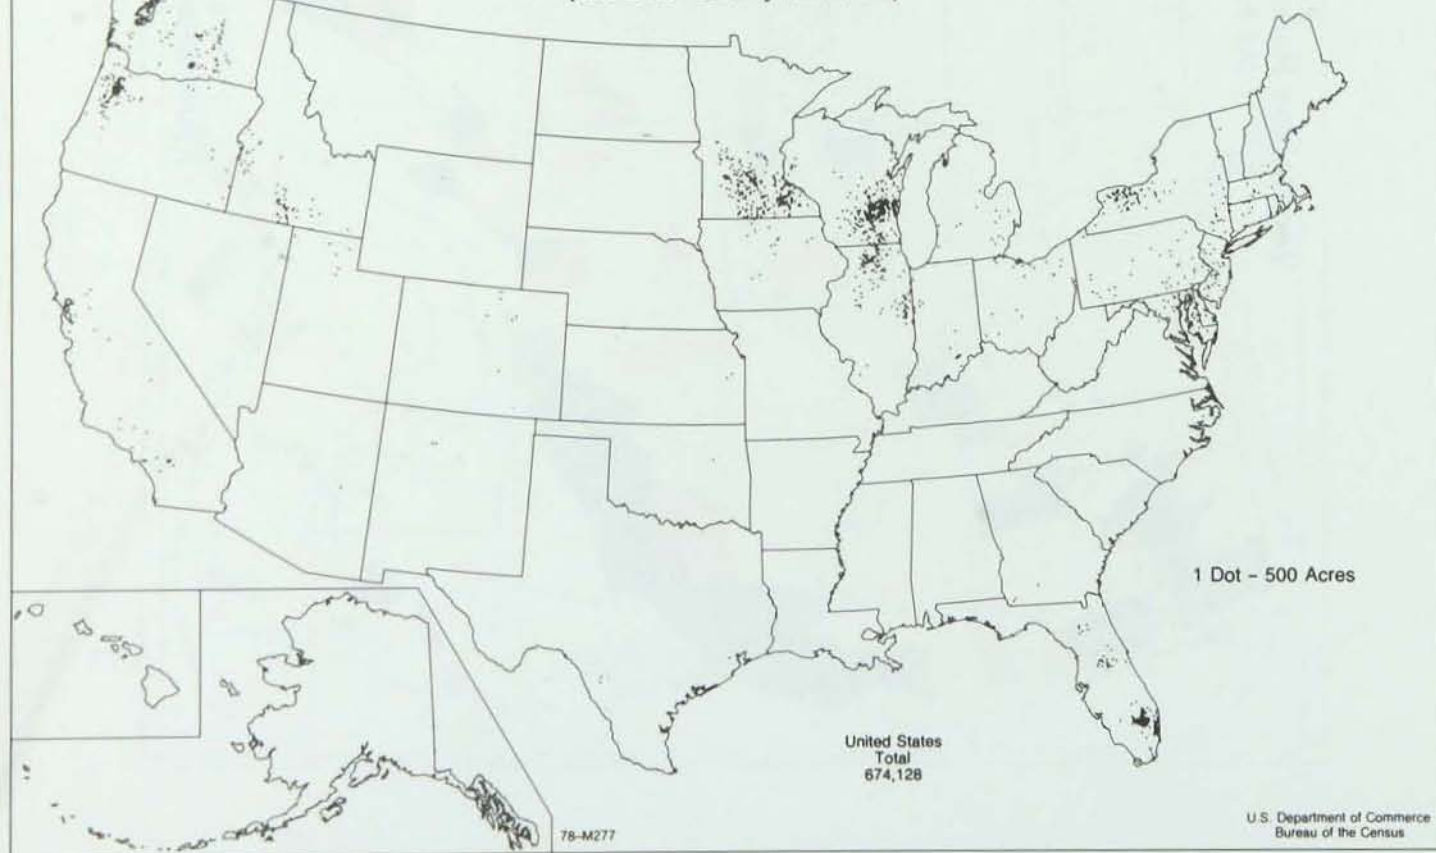 1 Dot – 500 Acres
United States
Total
674,128
78–M277
U.S. Department of Commerce
Bureau of the Census